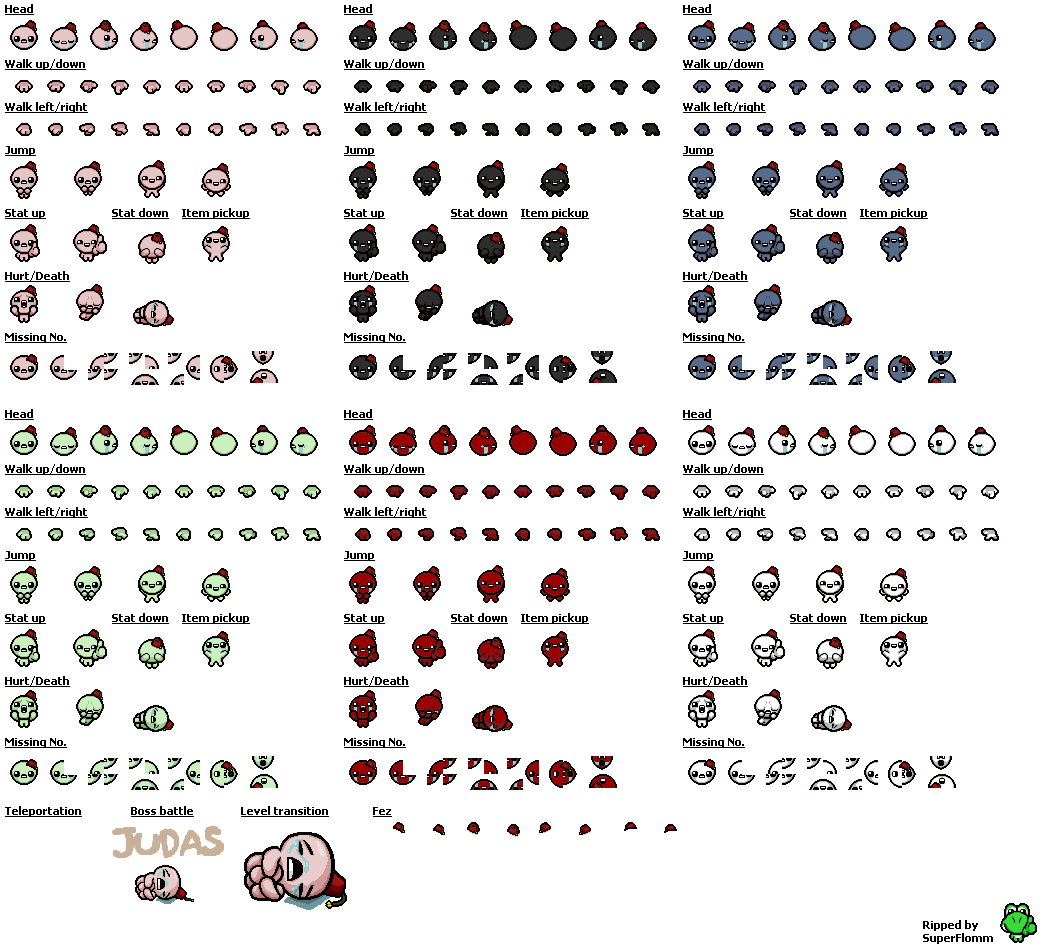 Head Head Head
Walk up/down Walk up/down Walk up/down
Walk left/right Walk left/right Walk left/right
Jump Jump Jump
Stat up Stat down Item pickup Stat up Stat down Item pickup Stat up Stat down Item pickup
Hurt/Death Hurt/Death Hurt/Death
Missing No. Missing No. Missing No.
Head Head Head
Walk up/down Walk up/down Walk up/down
Walk left/right Walk left/right Walk left/right
Jump Jump Jump
Stat up Stat down Item pickup Stat up Stat down Item pickup Stat up Stat down Item pickup
Hurt/Death Hurt/Death Hurt/Death
Missing No. Missing No. Missing No.
Teleportation Boss battle Level transition Fez
JUDAS
Ripped by
SuperFlomm